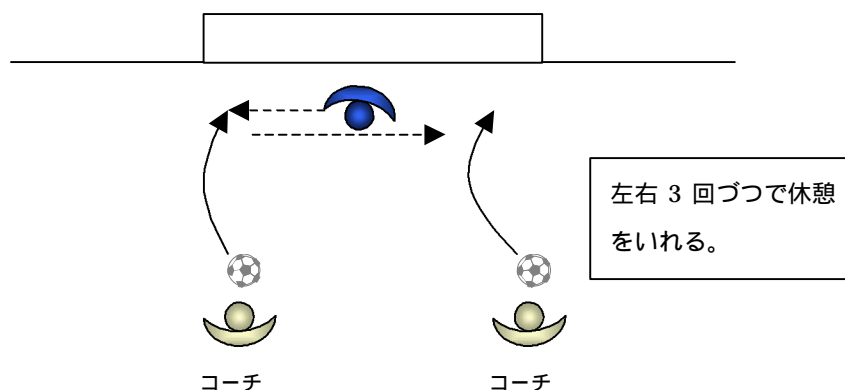 左右 3 回づつで休憩
をいれる。
コーチ
コーチ